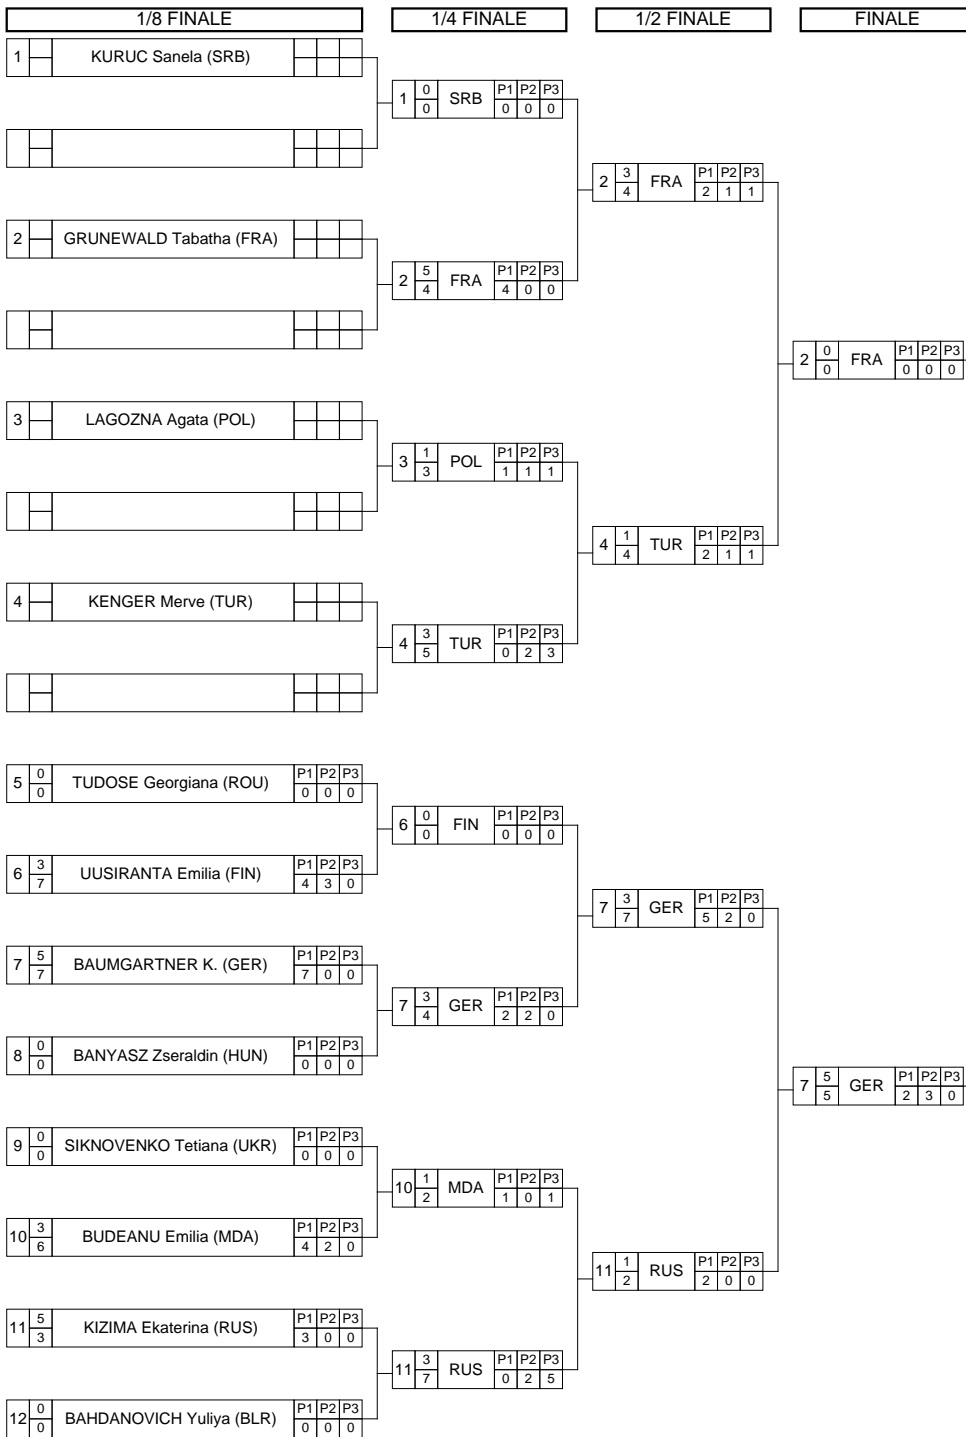 1/8 FINALE
1/4 FINALE
1/2 FINALE
FINALE
1 KURUC Sanela (SRB)
1 0 0 SRB P1 P2 P3 0 0 0
2 3 4 FRA P1 P2 P3 2 1 1
2 GRUNEWALD Tabatha (FRA)
2 5 4 FRA P1 P2 P3 4 0 0
2 0 0 FRA P1 P2 P3 0 0 0
3 LAGOZNA Agata (POL)
3 1 3 POL P1 P2 P3 1 1 1
4 1 4 TUR P1 P2 P3 2 1 1
4 KENGER Merve (TUR)
4 3 5 TUR P1 P2 P3 0 2 3
5 0 0 TUDOSE Georgiana (ROU) P1 P2 P3 0 0 0
6 0 0 FIN P1 P2 P3 0 0 0
6 3 7 UUSIRANTA Emilia (FIN) P1 P2 P3 4 3 0
7 3 7 GER P1 P2 P3 5 2 0
7 5 7 BAUMGARTNER K. (GER) P1 P2 P3 7 0 0
7 3 4 GER P1 P2 P3 2 2 0
8 0 0 BANYASZ Zseraldin (HUN) P1 P2 P3 0 0 0
7 5 5 GER P1 P2 P3 2 3 0
9 0 0 SIKNOVENKO Tetiana (UKR) P1 P2 P3 0 0 0
10 1 2 MDA P1 P2 P3 1 0 1
10 3 6 BUDEANU Emilia (MDA) P1 P2 P3 4 2 0
11 1 2 RUS P1 P2 P3 2 0 0
11 5 3 KIZIMA Ekaterina (RUS) P1 P2 P3 3 0 0
11 3 7 RUS P1 P2 P3 0 2 5
12 0 0 BAHDANOVICH Yuliya (BLR) P1 P2 P3 0 0 0